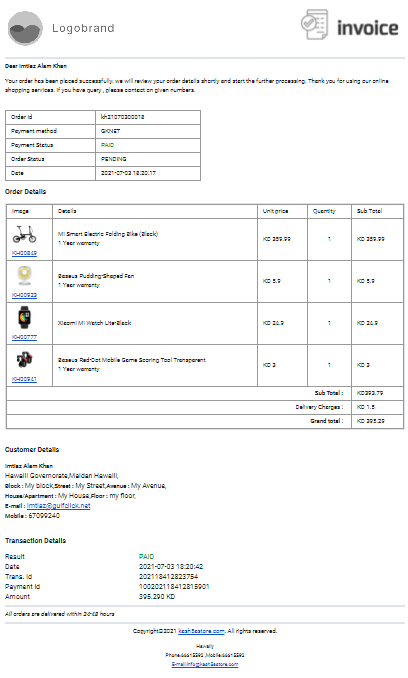 Logobrand
invoice
Dear Imtiaz Alam Khan
Your order has been placed successfully, we will review your order details shortly and start the further processing. Thank you for using our online
shopping services. If you have query , please contact on given numbers.
Order Id kh21070300018
Payment method GKNET
Payment Status PAID
Order Status PENDING
Date 2021-07-03 18:20:17
Order Details
Image Details Unit price Quantity Sub Total
Mi Smart Electric Folding Bike (Black)
1 Year warranty
KD 359.99 1 KD 359.99
Baseus Pudding-Shaped Fan
1 Year warranty
KD 5.9 1 KD 5.9
KH00777 Xiaomi Mi Watch Lite-Black KD 24.9 1 KD 24.9
Baseus Red-Dot Mobile Game Scoring Tool Transparent
1 Year warranty
KH00941 KD 3 1 KD 3
Sub Total : KD393.79
Delivery Charges : KD 1.5
Grand total : KD 395.29
Customer Details
Imtiaz Alam Khan
Hawalli Governorate,Maidan Hawalli,
Block : My block,Street : My Street,Avenue : My Avenue,
House/Apartment : My House,Floor : my floor,
E-mail : imtiaz@gulfclick.net
Mobile : 67099240
Transaction Details
Result PAID
Date 2021-07-03 18:20:42
Trans. Id 202118412823754
Payment Id 100202118412815901
Amount 395.290 KD
All orders are delivered within 24-48 hours
Copyright©2021 kash5astore.com. All rights reserved.
Hawally
Phone:66615592 ,Mobile:66615592
E-mail:info@kash5astore.com